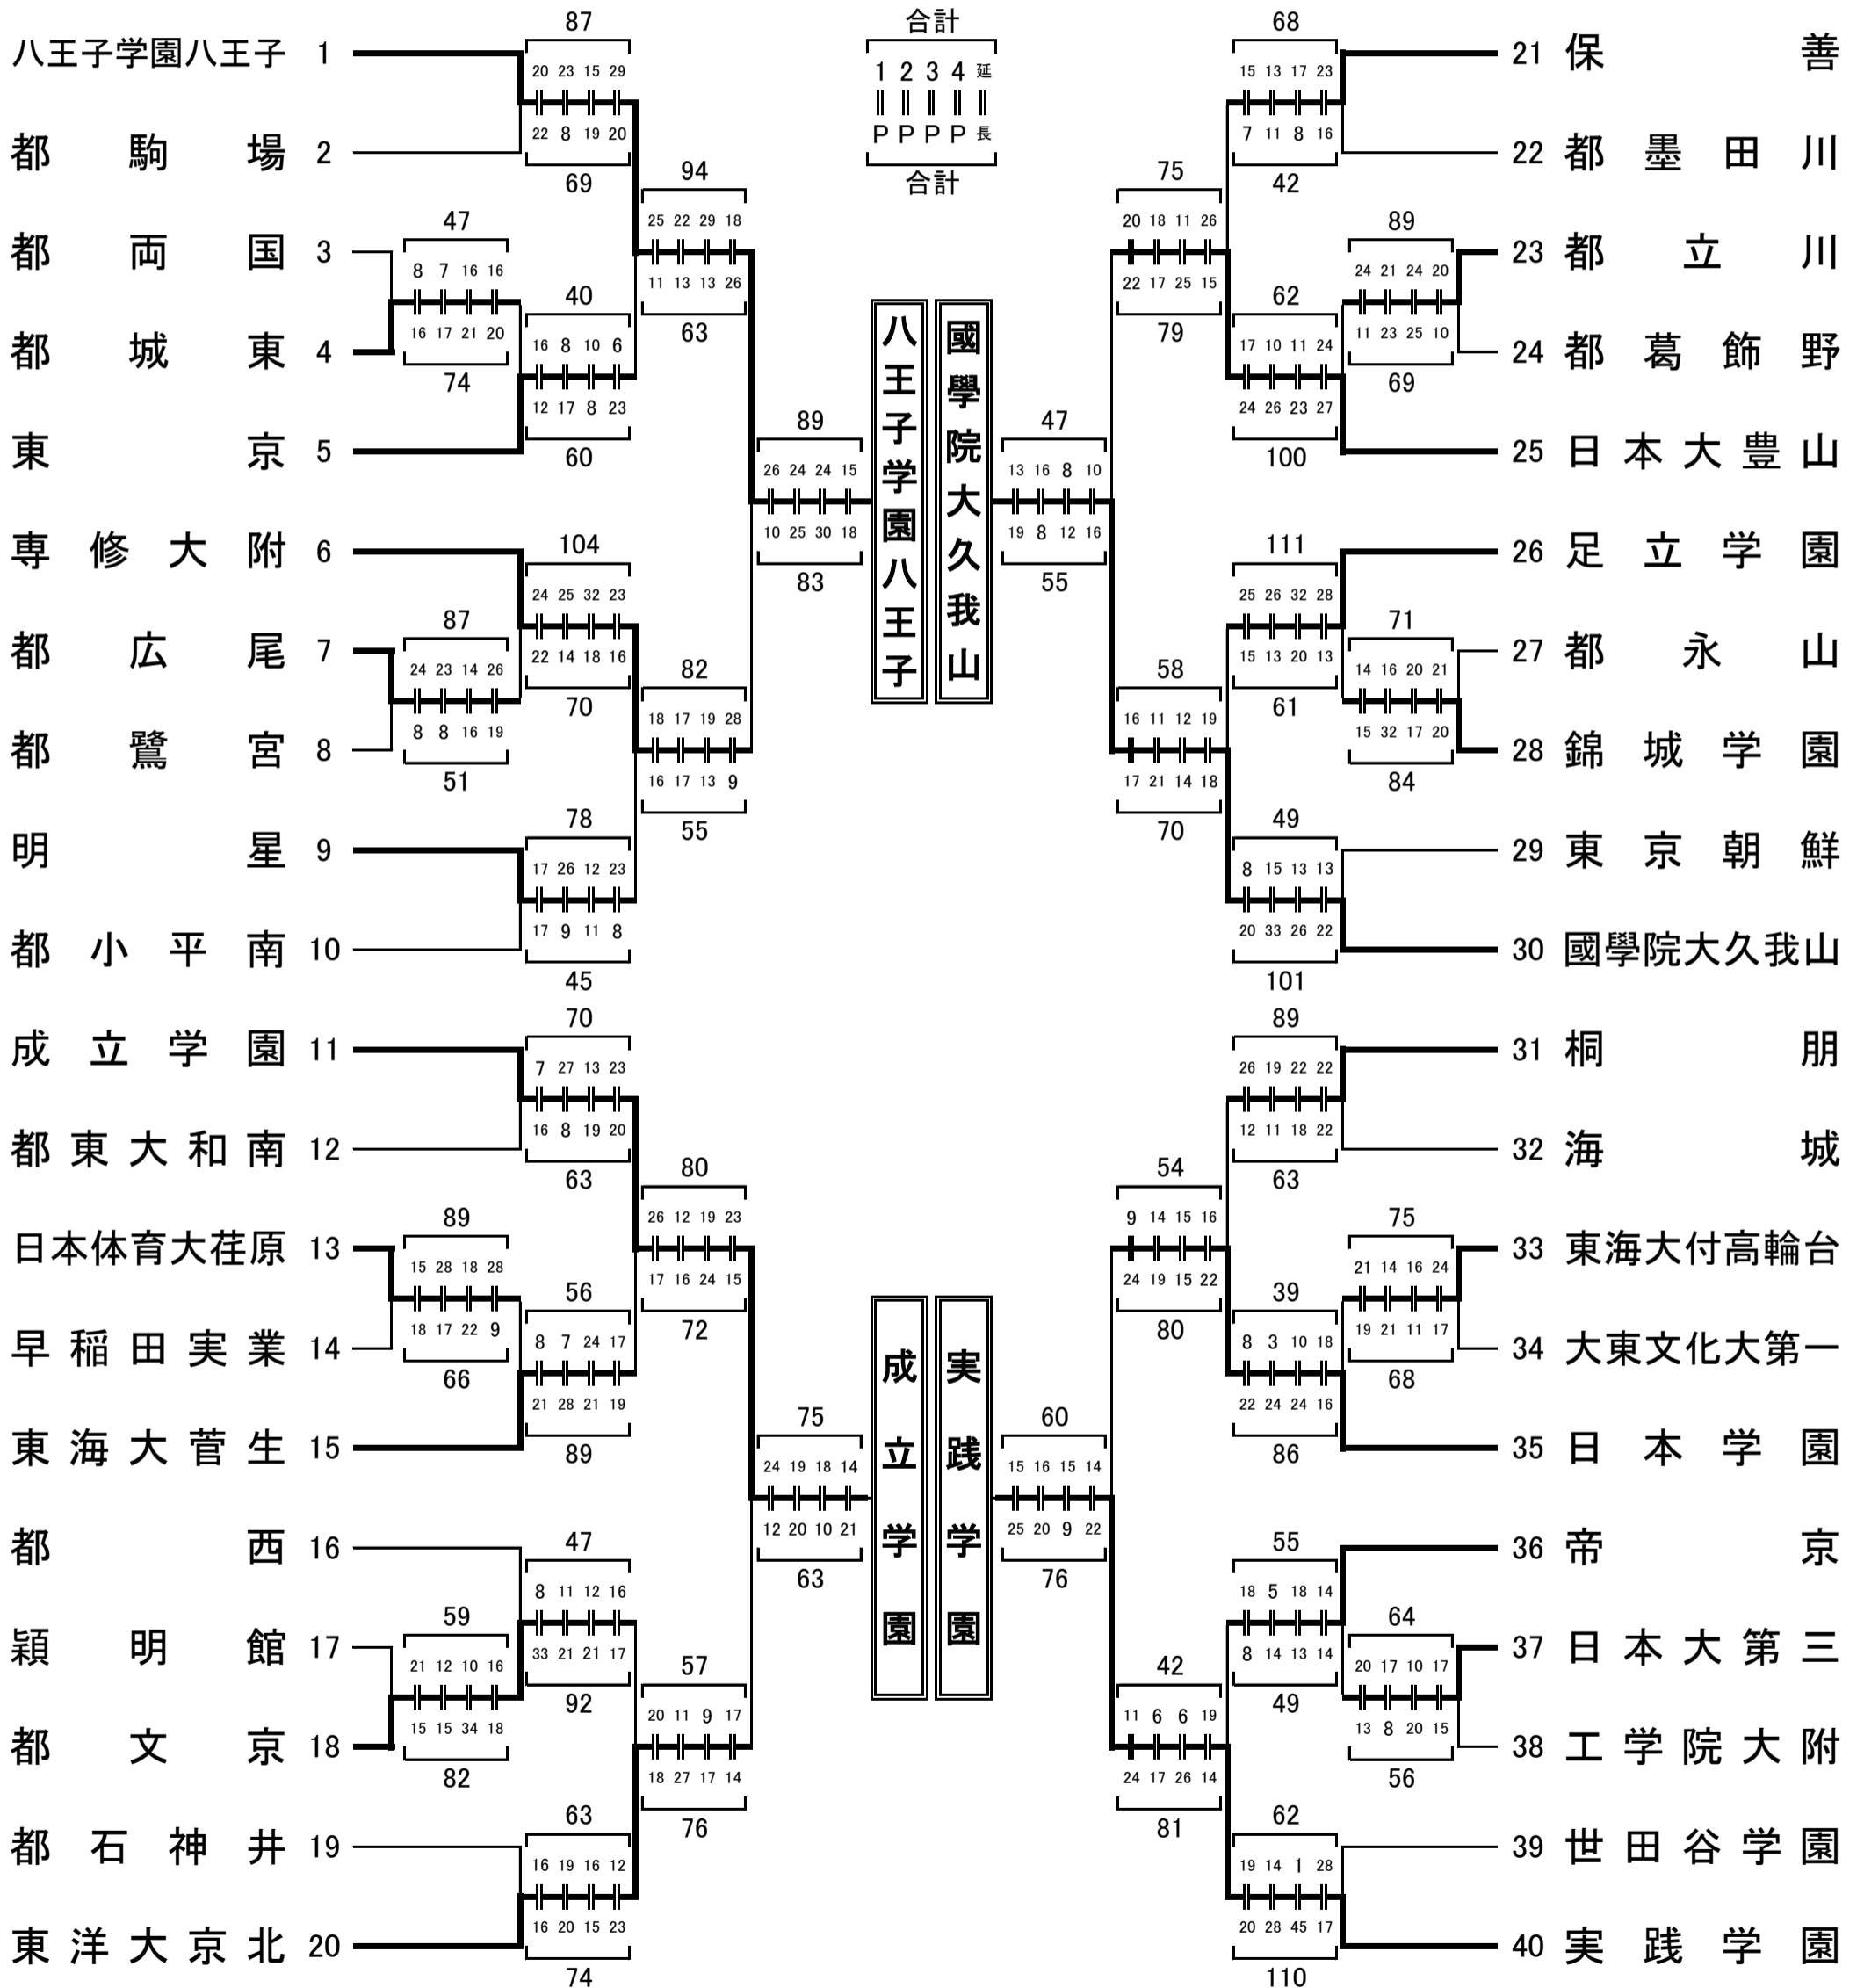 合計
1 2 3 4 延
P P P P 長
合計
八王子学園八王子 1
都駒場 2
87
20 23 15 29
22 8 19 20
69
都両国 3
都城東 4
47
8 7 16 16
16 17 21 20
74
東京 5
40
16 8 10 6
12 17 8 23
60
94
25 22 29 18
11 13 13 26
63
専修大附 6
都広尾 7
都鷺宮 8
87
24 23 14 26
8 8 16 19
51
104
24 25 32 23
22 14 18 16
70
明星 9
都小平南 10
78
17 26 12 23
17 9 11 8
45
82
18 17 19 28
16 17 13 9
55
89
26 24 24 15
10 25 30 18
83
八王子学園八王子
成立学園 11
都東大和南 12
70
7 27 13 23
16 8 19 20
63
日本体育大荏原 13
早稲田実業 14
89
15 28 18 28
18 17 22 9
66
東海大菅生 15
56
8 7 24 17
21 28 21 19
89
80
26 12 19 23
17 16 24 15
72
都西 16
穎明館 17
都文京 18
59
21 12 10 16
15 15 34 18
82
47
8 11 12 16
33 21 21 17
92
都石神井 19
東洋大京北 20
63
16 19 16 12
16 20 15 23
74
57
20 11 9 17
18 27 17 14
76
75
24 19 18 14
12 20 10 21
63
成立学園
21 保善
22 都墨田川
68
15 13 17 23
7 11 8 16
42
23 都立川
24 都葛飾野
89
24 21 24 20
11 23 25 10
69
25 日本大豊山
62
17 10 11 24
24 26 23 27
100
75
20 18 11 26
22 17 25 15
79
26 足立学園
27 都永山
28 錦城学園
71
14 16 20 21
15 32 17 20
84
111
25 26 32 28
15 13 20 13
61
29 東京朝鮮
30 國學院大久我山
49
8 15 13 13
20 33 26 22
101
58
16 11 12 19
17 21 14 18
70
47
13 16 8 10
19 8 12 16
55
國學院大久我山
31 桐朋
32 海城
89
26 19 22 22
12 11 18 22
63
33 東海大付高輪台
34 大東文化大第一
75
21 14 16 24
19 21 11 17
68
35 日本学園
39
8 3 10 18
22 24 24 16
86
54
9 14 15 16
24 19 15 22
80
36 帝京
37 日本大第三
38 工学院大附
64
20 17 10 17
13 8 20 15
56
55
18 5 18 14
8 14 13 14
49
39 世田谷学園
40 実践学園
62
19 14 1 28
20 28 45 17
110
42
11 6 6 19
24 17 26 14
81
60
15 16 15 14
25 20 9 22
76
実践学園